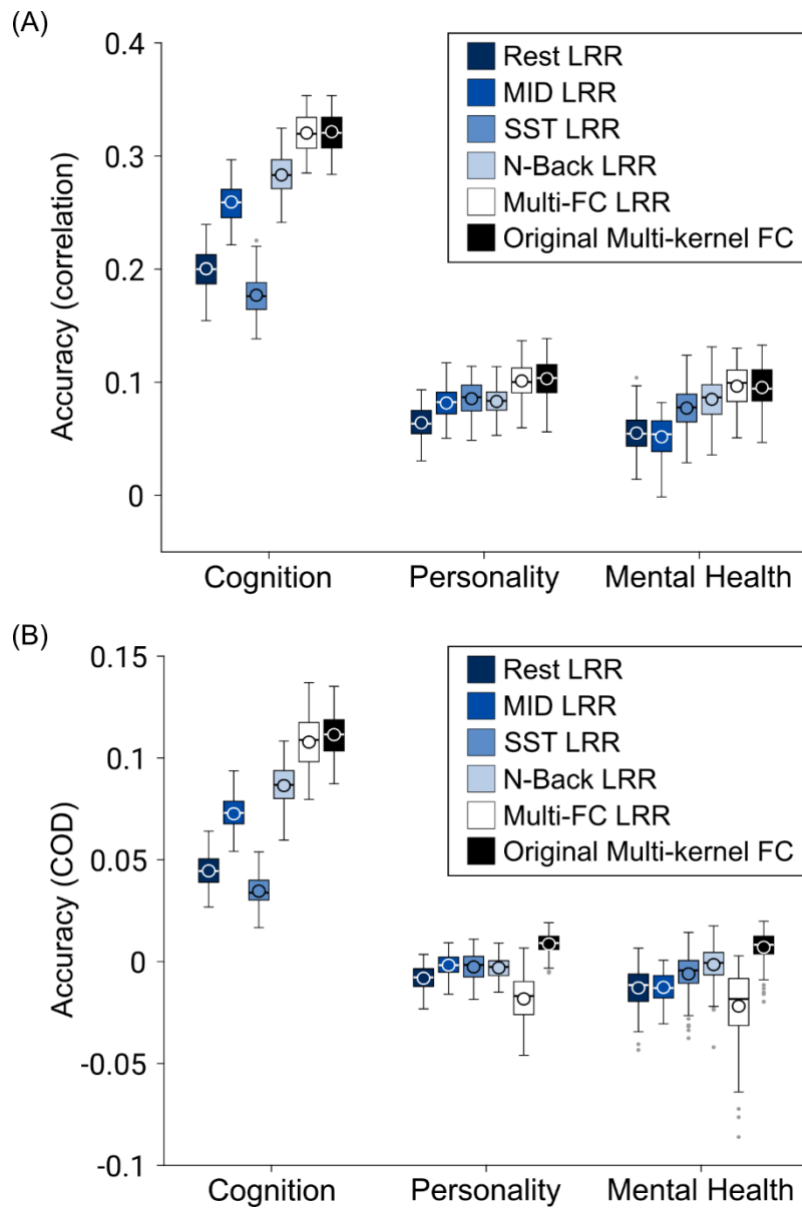 (A)
0.4
0.3
0.2
0.1
0
Accuracy (correlation)
Rest LRR
MID LRR
SST LRR
N-Back LRR
Multi-FC LRR
Original Multi-kernel FC
Cognition
Personality
Mental Health
(B)
0.15
0.1
0.05
0
-0.05
-0.1
Accuracy (COD)
Rest LRR
MID LRR
SST LRR
N-Back LRR
Multi-FC LRR
Original Multi-kernel FC
Cognition
Personality
Mental Health